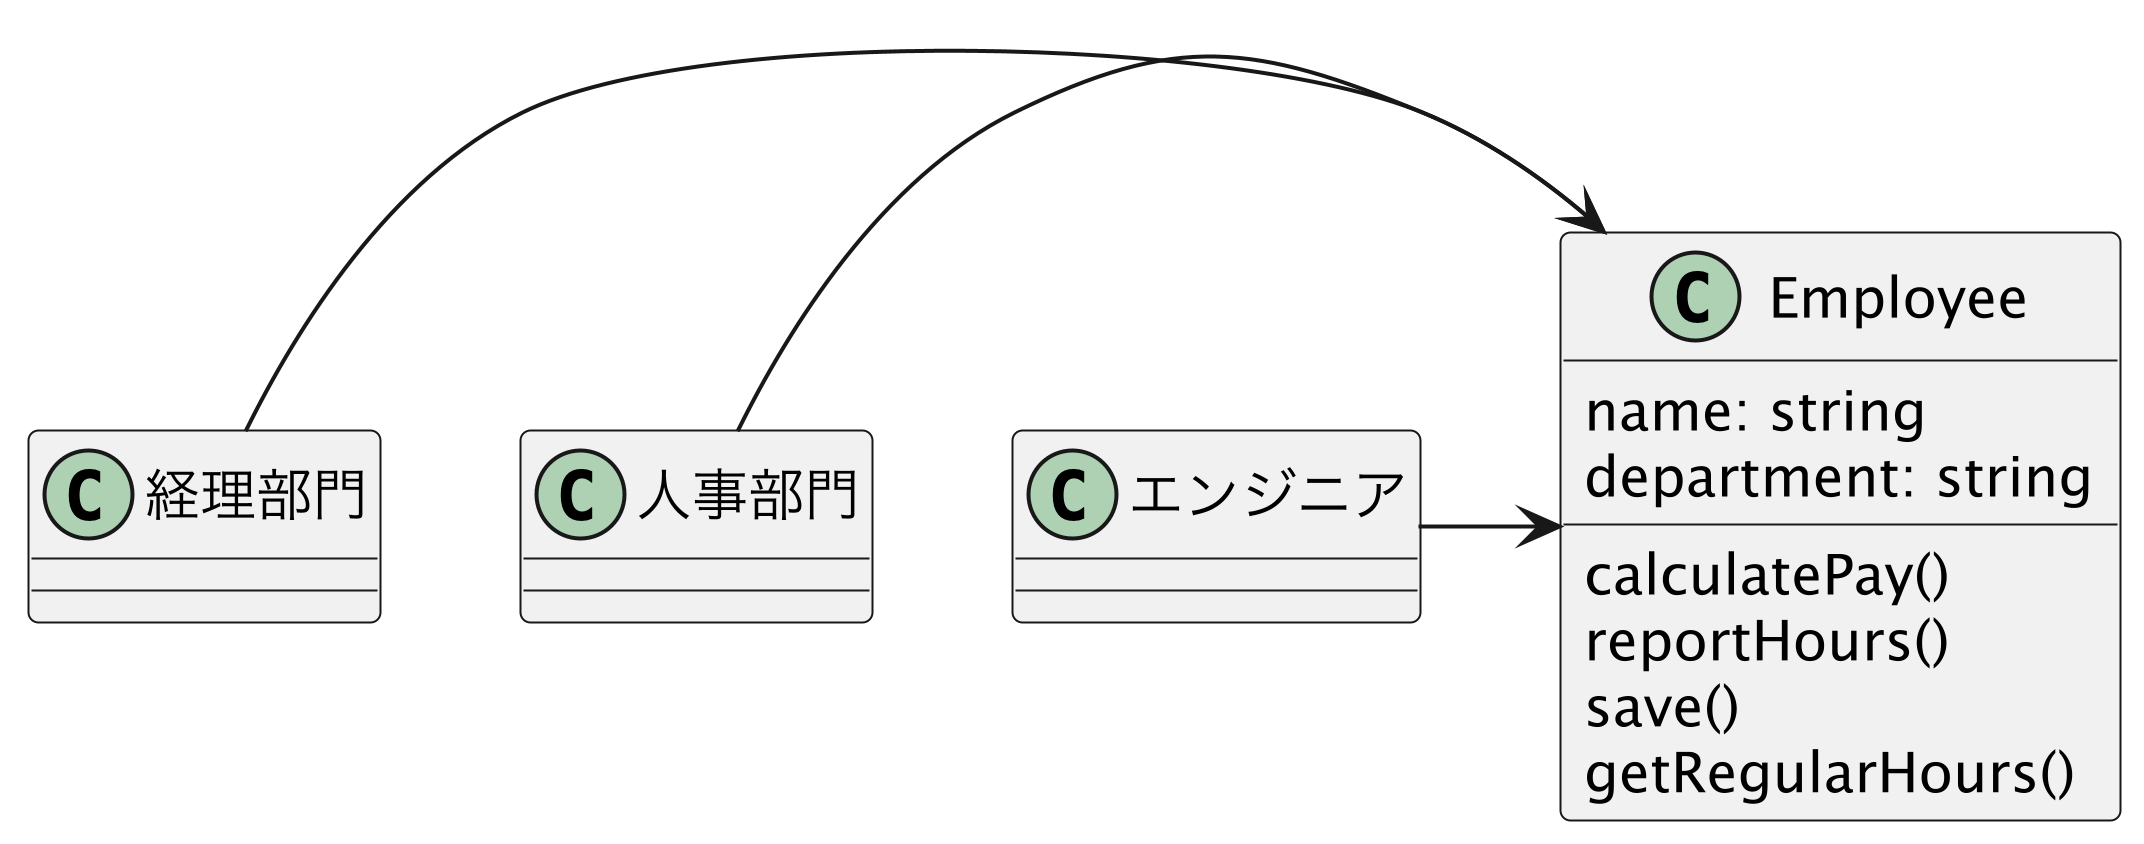 C Employee
name: string
department: string
calculatePay()
reportHours()
save()
getRegularHours()
C 経理部門
C 人事部門
C エンジニア